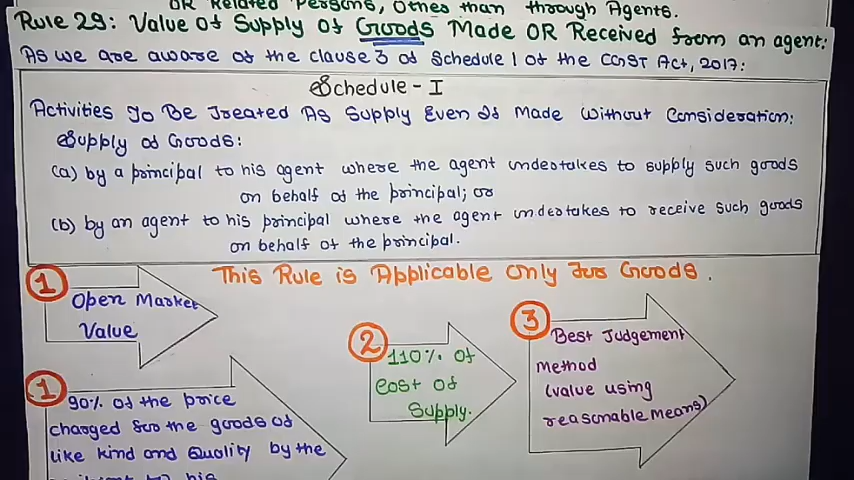 OR Related Persons, Other than through Agents.
Rule 29: Value of Supply of Goods Made OR Received from an agent:
As we are aware of the clause 3 of Schedule 1 of the CGST Act, 2017:
Schedule - I
Activities To Be Treated As Supply Even If Made Without Consideration:
Supply of Goods:
(a) by a principal to his agent where the agent undertakes to supply such goods
on behalf of the principal; or
(b) by an agent to his principal where the agent undertakes to receive such goods
on behalf of the principal.
This Rule is Applicable Only For Goods.
1
Open Market
Value
2
110% of
cost of
Supply.
3
Best Judgement
Method
(value using
reasonable means)
1
90% of the price
charged for the goods of
like kind and Quality by the
to his